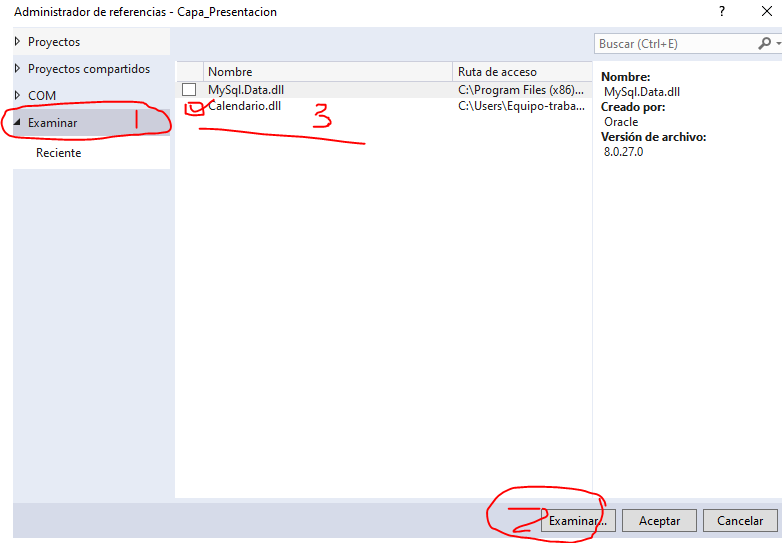 Administrador de referencias - Capa_Presentacion
? 
Proyectos
Proyectos compartidos
COM
Examinar 1
Reciente
Buscar (Ctrl+E)
Nombre Ruta de acceso
MySql.Data.dll C:\Program Files (x86)...
Calendario.dll C:\Users\Equipo-traba...
3
Nombre:
MySql.Data.dll
Creado por:
Oracle
Versión de archivo:
8.0.27.0
2
Examinar... Aceptar Cancelar